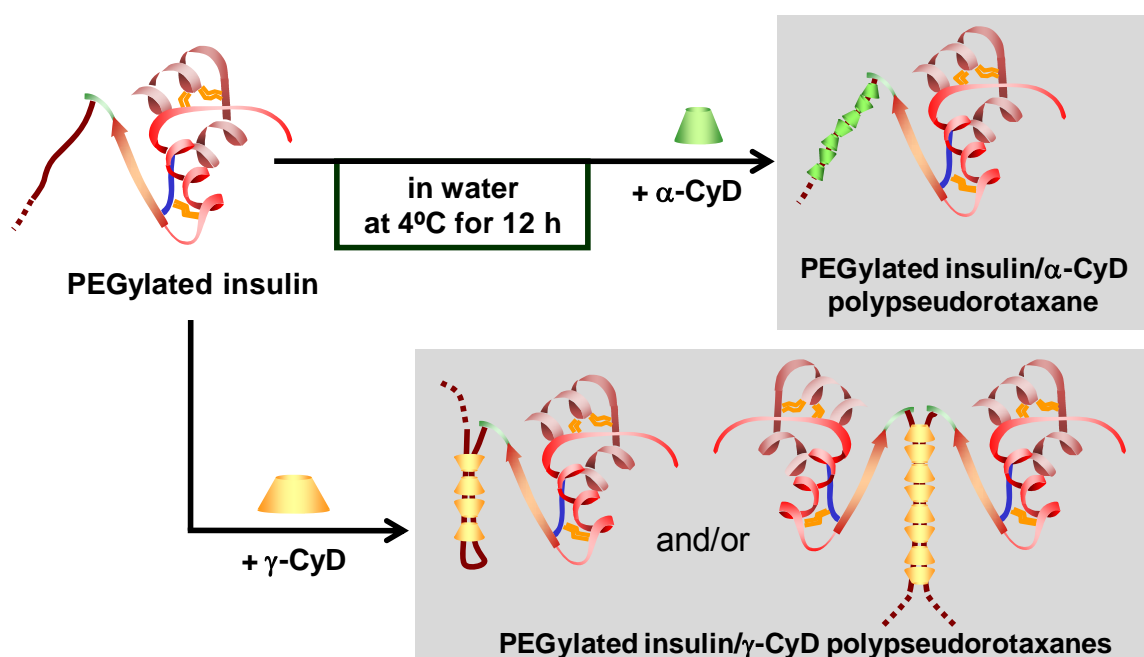 in water
at 4ºC for 12 h
+ α-CyD
PEGylated insulin
PEGylated insulin/α-CyD
polypseudorotaxane
+ γ-CyD
and/or
PEGylated insulin/γ-CyD polypseudorotaxanes